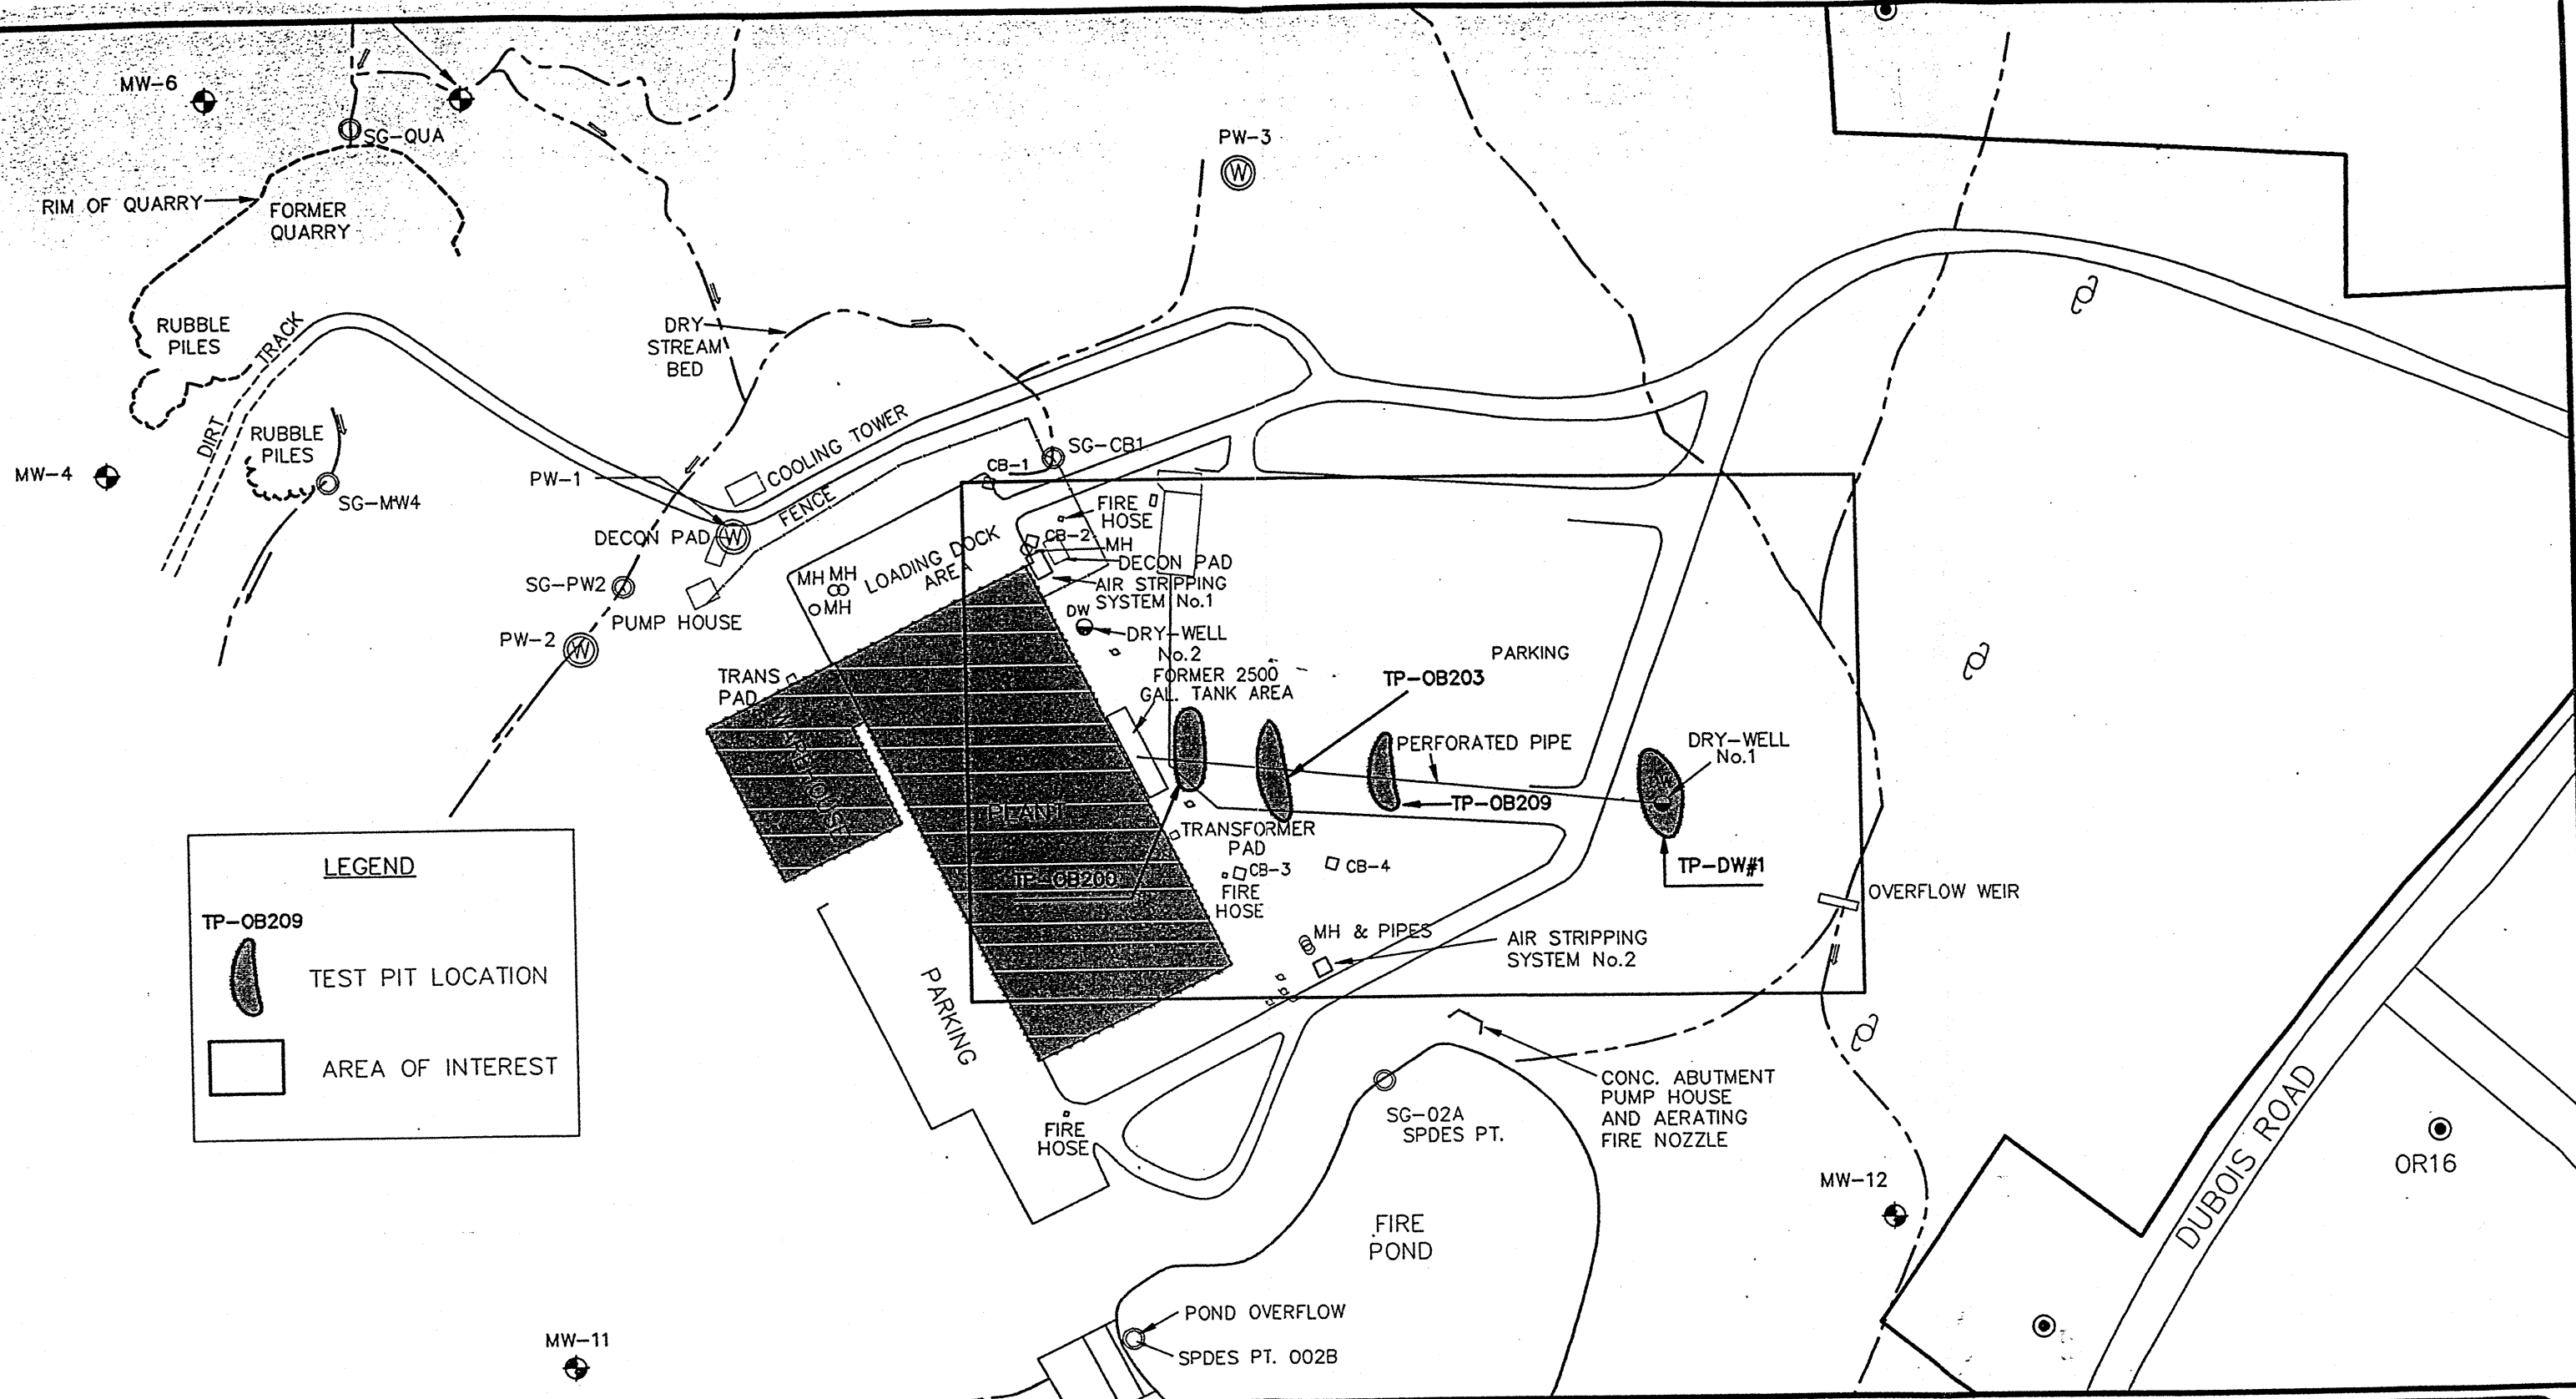 MW-6
SG-QUA
PW-3
RIM OF QUARRY
FORMER
QUARRY
RUBBLE
PILES
DIRT TRACK
DRY
STREAM
BED
RUBBLE
PILES
MW-4
SG-MW4
PW-1
COOLING TOWER
FENCE
CB-1
SG-CB1
DECON PAD
W
W
FIRE
HOSE
CB-2
MH
DECON PAD
LOADING DOCK
AREA
AIR STRIPPING
SYSTEM No.1
MH MH
MH
SG-PW2
PUMP HOUSE
PW-2
W
DW
DRY-WELL
No.2
TRANS
PAD
FORMER 2500
GAL. TANK AREA
PARKING
TP-OB203
WAREHOUSE
PERFORATED PIPE
DRY-WELL
No.1
DW
PLANT
TP-OB209
TRANSFORMER
PAD
TP-OB200
CB-3
CB-4
FIRE
HOSE
TP-DW#1
OVERFLOW WEIR
MH & PIPES
AIR STRIPPING
SYSTEM No.2
PARKING
LEGEND
TP-OB209
TEST PIT LOCATION
AREA OF INTEREST
CONC. ABUTMENT
PUMP HOUSE
AND AERATING
FIRE NOZZLE
SG-02A
SPDES PT.
FIRE
HOSE
DUBOIS ROAD
OR16
MW-12
FIRE
POND
POND OVERFLOW
SPDES PT. 002B
MW-11